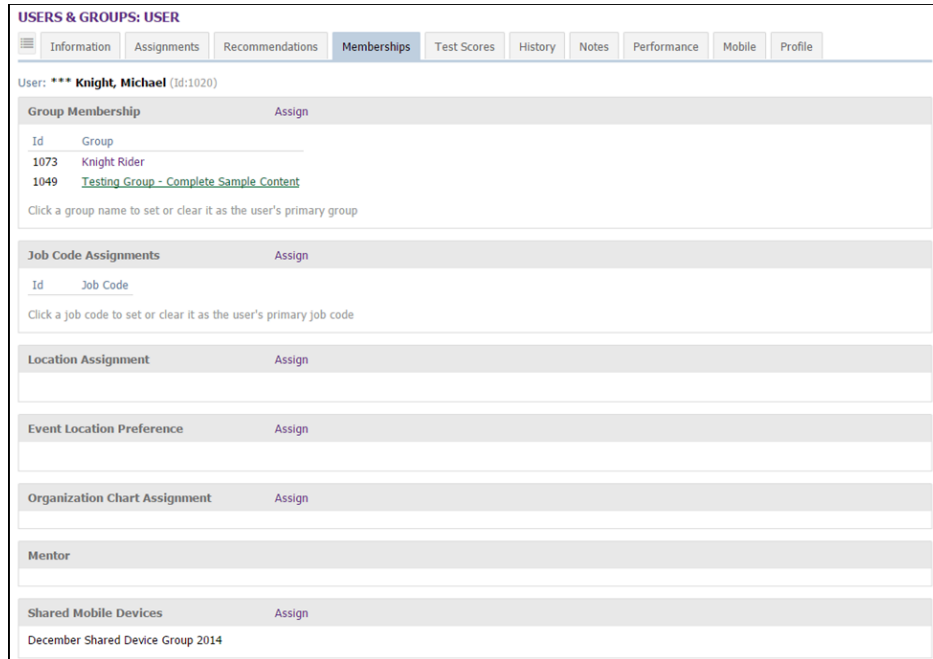 USERS & GROUPS: USER
Information Assignments Recommendations Memberships Test Scores History Notes Performance Mobile Profile
User: *** Knight, Michael (Id:1020)
Group Membership Assign
Id Group
1073 Knight Rider
1049 Testing Group - Complete Sample Content
Click a group name to set or clear it as the user's primary group
Job Code Assignments Assign
Id Job Code
Click a job code to set or clear it as the user's primary job code
Location Assignment Assign
Event Location Preference Assign
Organization Chart Assignment Assign
Mentor
Shared Mobile Devices Assign
December Shared Device Group 2014